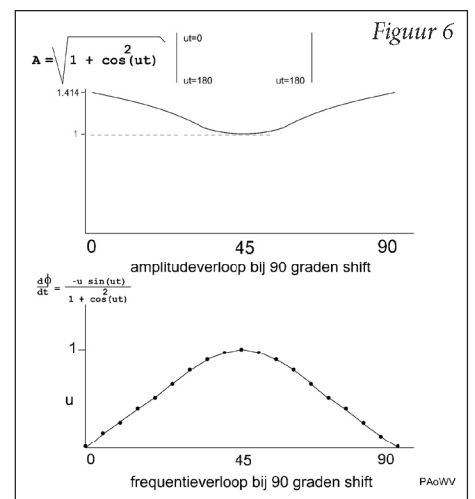 Figuur 6
A = √ 1 + cos²(ut)
ut=0
ut=180
ut=180
1.414
1
0 45 90
amplitudeverloop bij 90 graden shift
dϕ/dt = -u sin(ut) / 1 + cos²(ut)
1
u
0 45 90
frequentieverloop bij 90 graden shift
PAoWV